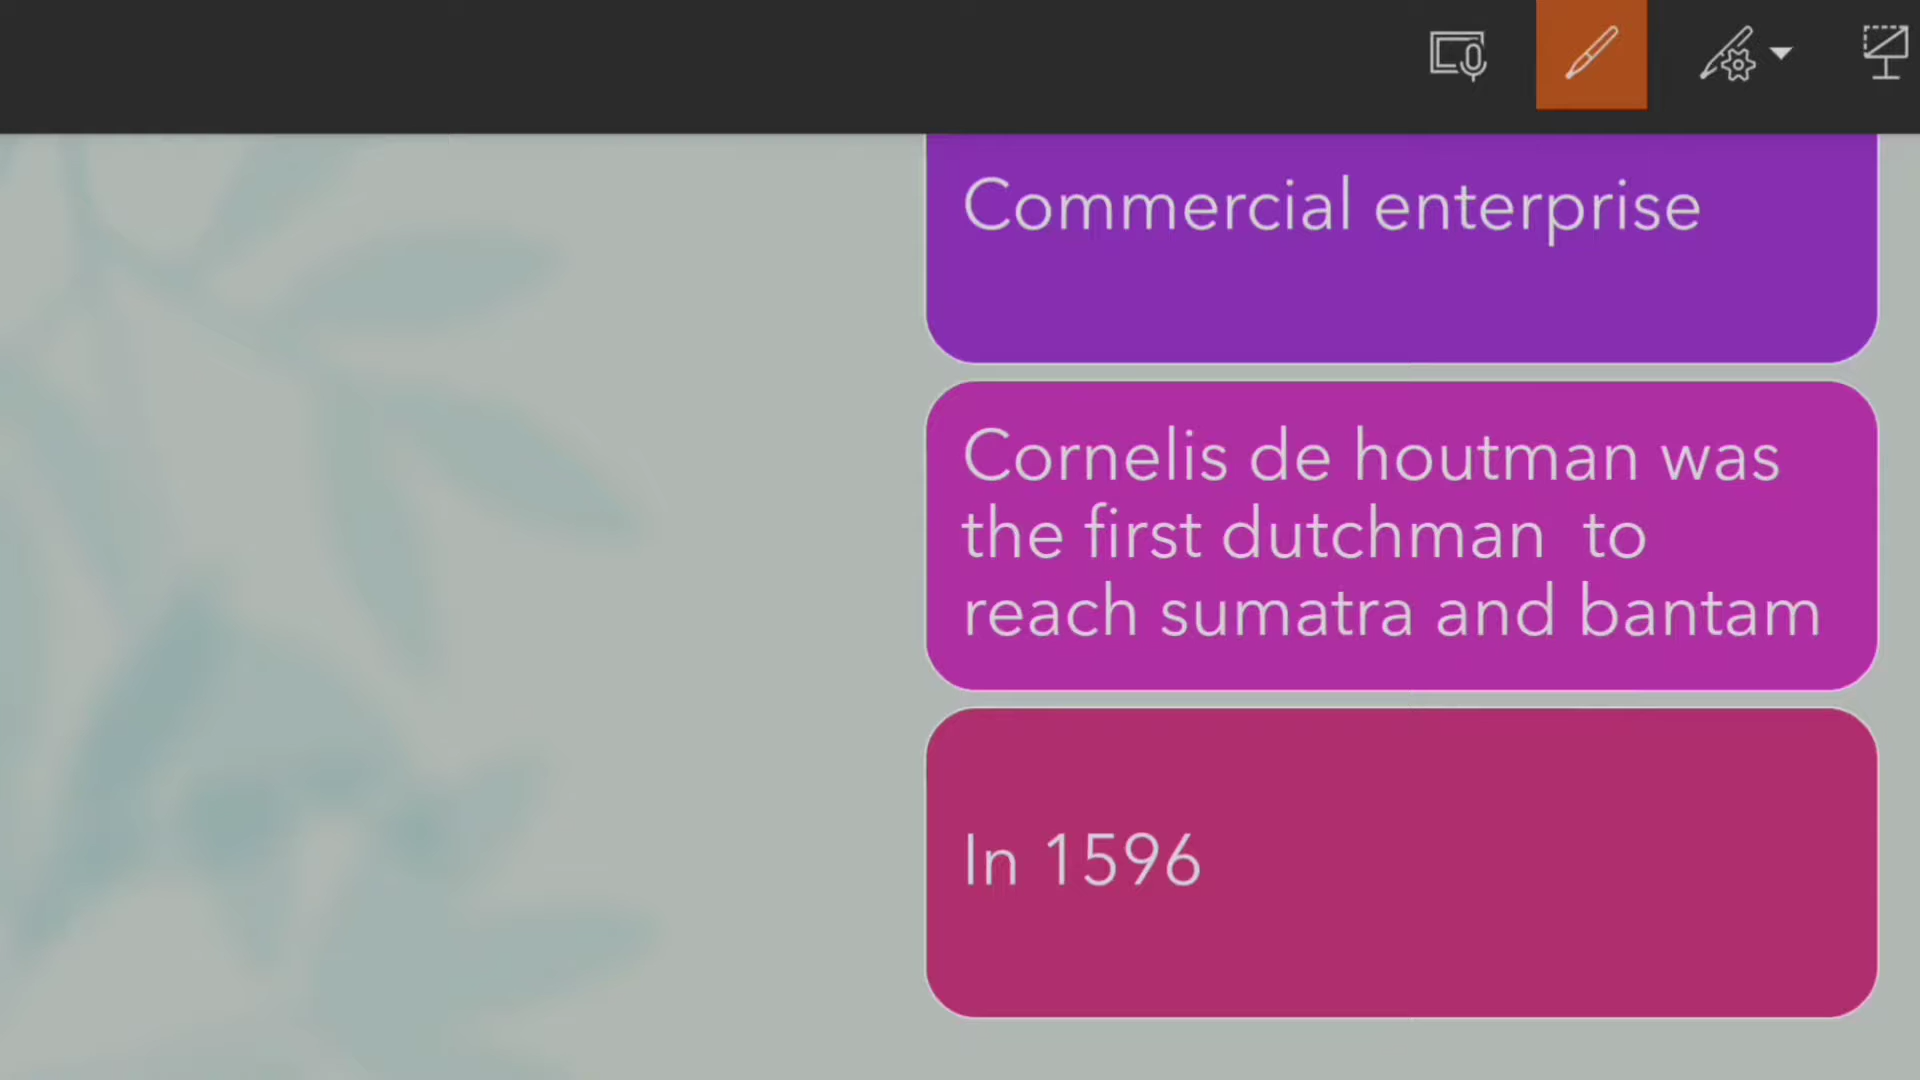 Commercial enterprise
Cornelis de houtman was
the first dutchman  to
reach sumatra and bantam
In 1596